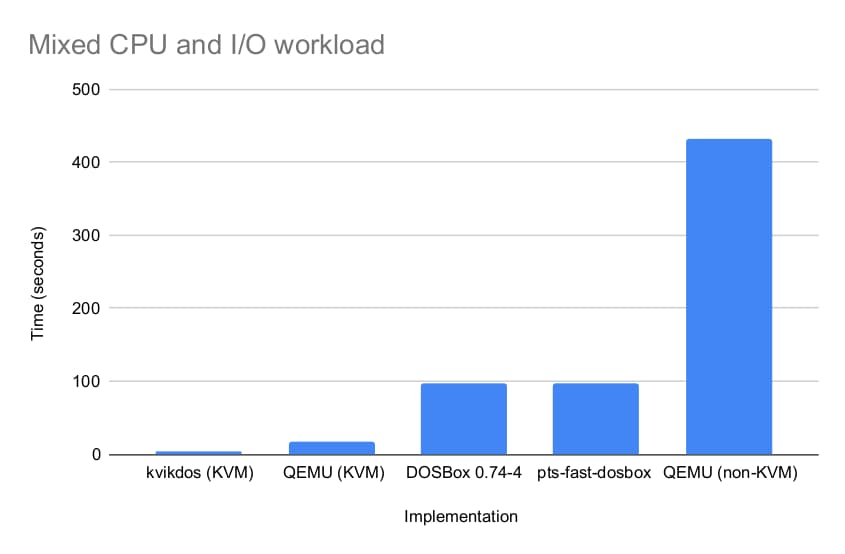 Mixed CPU and I/O workload
500
400
300
200
100
0
Time (seconds)
kvikdos (KVM) QEMU (KVM) DOSBox 0.74-4 pts-fast-dosbox QEMU (non-KVM)
Implementation